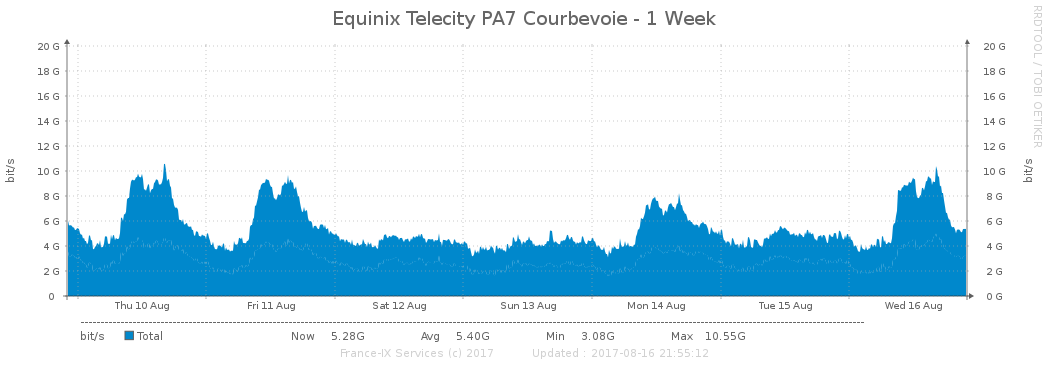 Equinix Telecity PA7 Courbevoie - 1 Week
RRDTOOL / TOBI OETIKER
bit/s
20 G
18 G
16 G
14 G
12 G
10 G
8 G
6 G
4 G
2 G
0
20 G
18 G
16 G
14 G
12 G
10 G
8 G
6 G
4 G
2 G
0 G
bit/s
Thu 10 Aug Fri 11 Aug Sat 12 Aug Sun 13 Aug Mon 14 Aug Tue 15 Aug Wed 16 Aug
bit/s Total Now 5.28G Avg 5.40G Min 3.08G Max 10.55G
France-IX Services (c) 2017 Updated : 2017-08-16 21:55:12